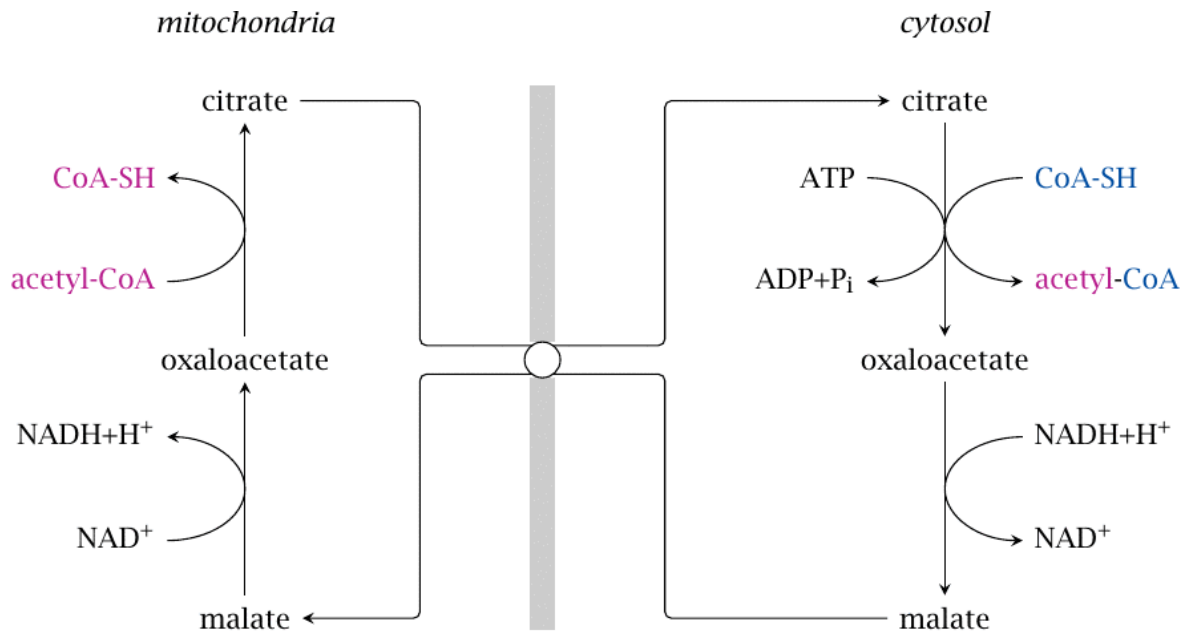 mitochondria cytosol
citrate citrate
CoA-SH ATP CoA-SH
acetyl-CoA ADP+Pᵢ acetyl-CoA
oxaloacetate oxaloacetate
NADH+H⁺ NADH+H⁺
NAD⁺ NAD⁺
malate malate